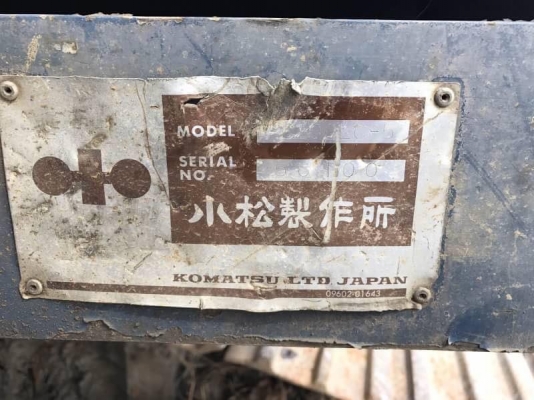 MODEL
SERIAL
NO.
小松製作所
KOMATSU LTD JAPAN
09602-81643